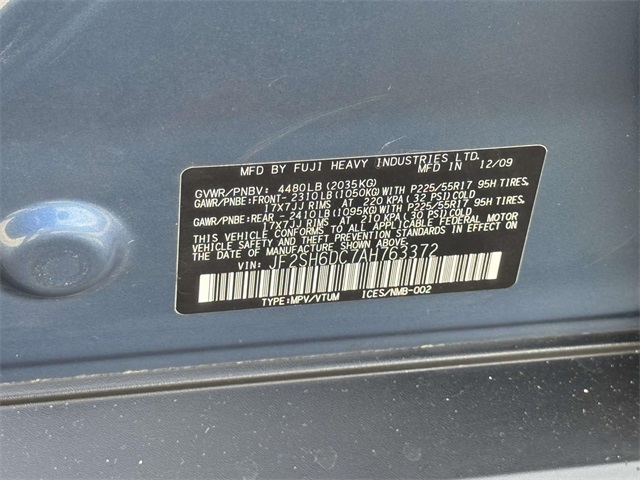 MFD BY FUJI HEAVY INDUSTRIES LTD.
MADE IN 12/09
GVWR/PNBV: 4480LB(2035KG)
GAWR/PNBE:FRONT- 2310LB(1050KG)WITH P225/55R17 95H TIRES,
17X7JJ RIMS AT 220 KPA(32 PSI)COLD
GAWR/PNBE:REAR - 2410LB(1095KG)WITH P225/55R17 95H TIRES,
17X7JJ RIMS AT 210 KPA(30 PSI)COLD
THIS VEHICLE CONFORMS TO ALL APPLICABLE FEDERAL MOTOR
VEHICLE SAFETY AND THEFT PREVENTION STANDARDS IN EFFECT
ON THE DATE OF MANUFACTURE SHOWN ABOVE.
VIN: JF2SH6DC7AH763372
TYPE:MPV/VTUM ICES/NMB-002